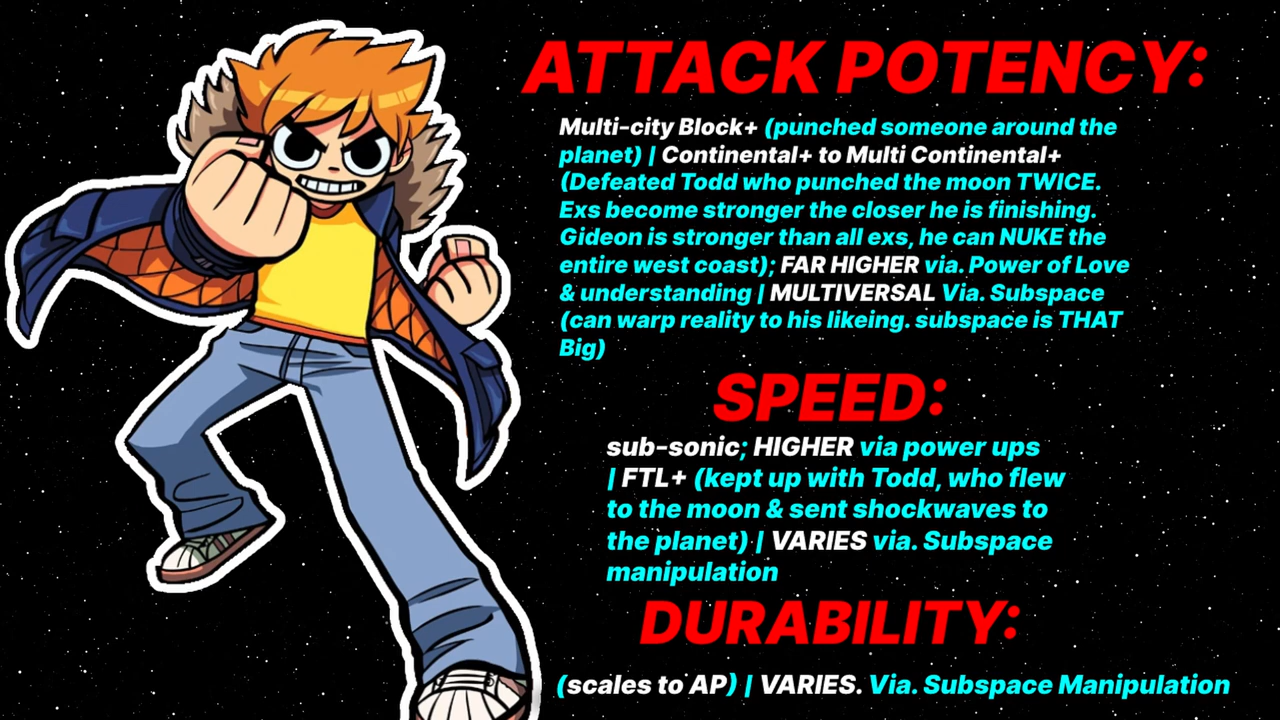 ATTACK POTENCY:
Multi-city Block+ (punched someone around the
planet) | Continental+ to Multi Continental+
(Defeated Todd who punched the moon TWICE.
Exs become stronger the closer he is finishing.
Gideon is stronger than all exs, he can NUKE the
entire west coast); FAR HIGHER via. Power of Love
& understanding | MULTIVERSAL Via. Subspace
(can warp reality to his likeing. subspace is THAT
Big)
SPEED:
sub-sonic; HIGHER via power ups
| FTL+ (kept up with Todd, who flew
to the moon & sent shockwaves to
the planet) | VARIES via. Subspace
manipulation
DURABILITY:
(scales to AP) | VARIES. Via. Subspace Manipulation